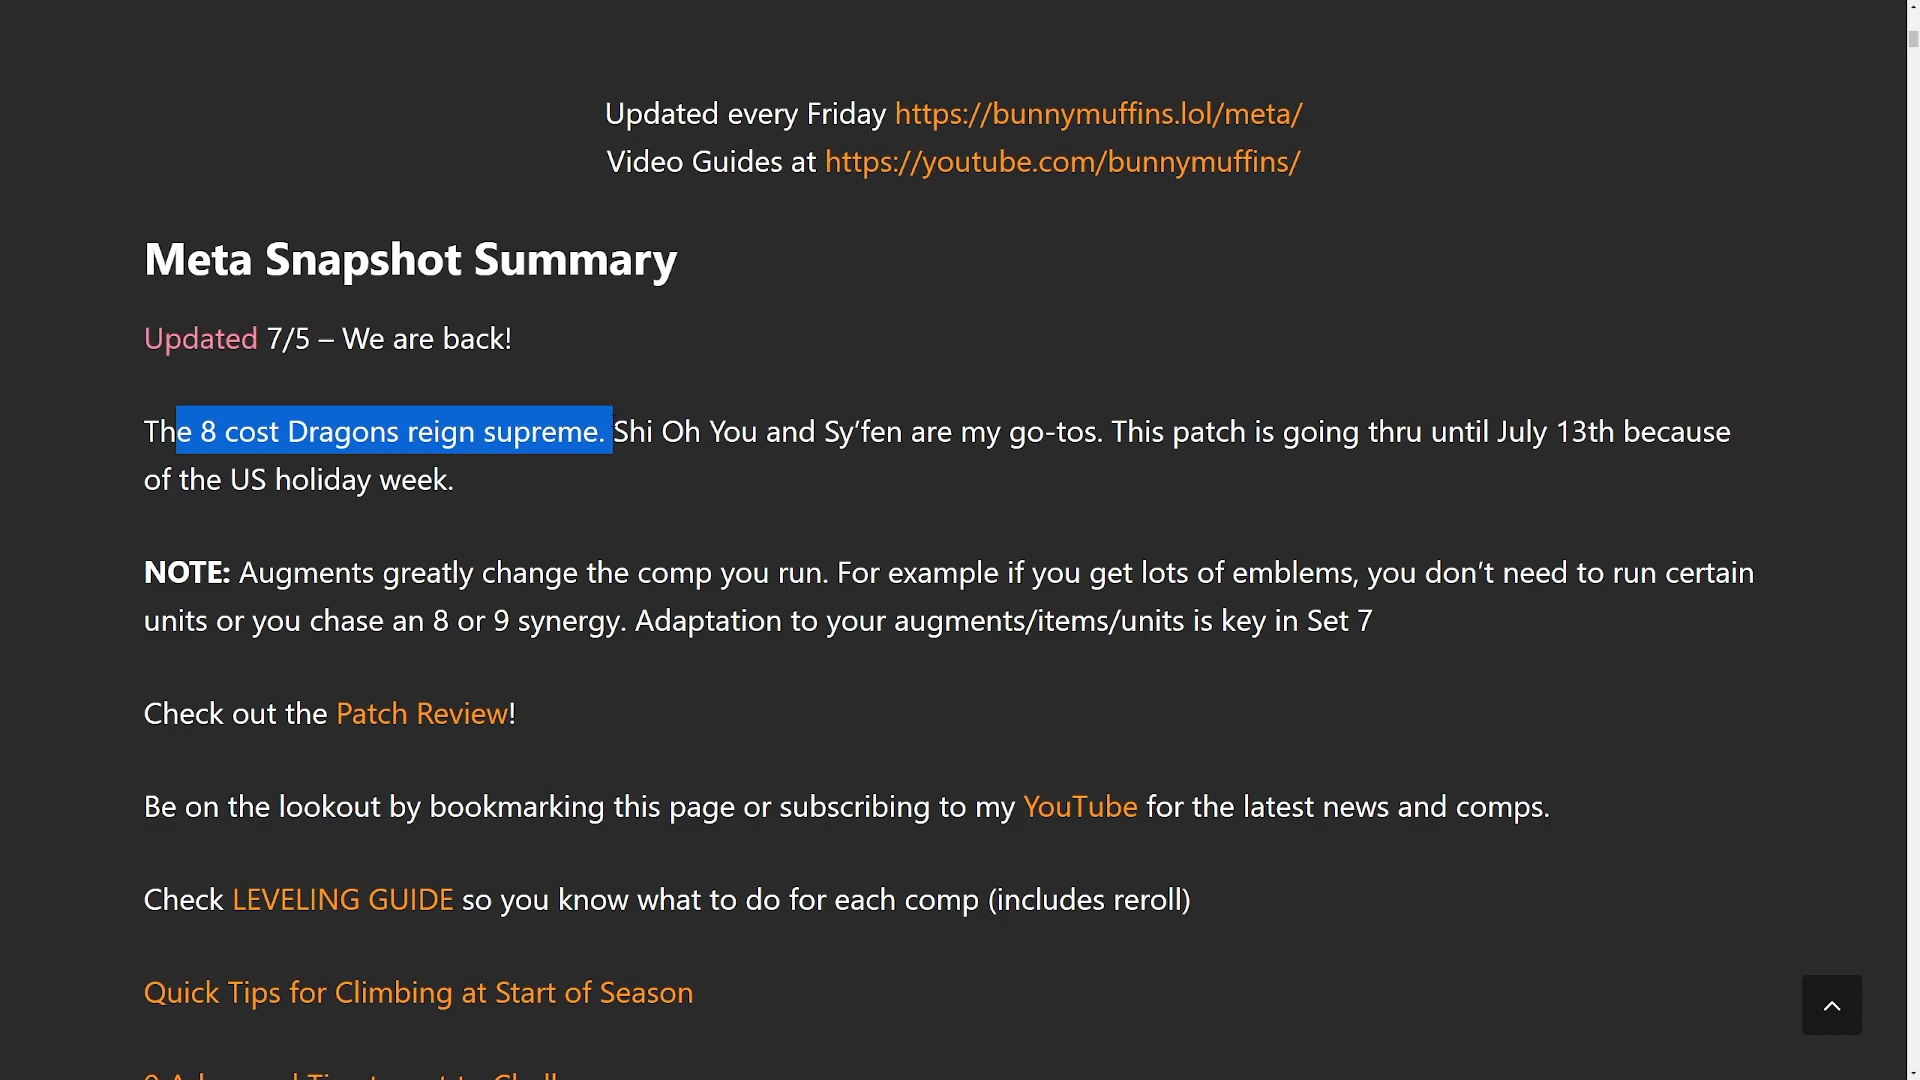 Updated every Friday https://bunnymuffins.lol/meta/
Video Guides at https://youtube.com/bunnymuffins/
Meta Snapshot Summary
Updated 7/5 – We are back!
The 8 cost Dragons reign supreme. Shi Oh You and Sy’fen are my go-tos. This patch is going thru until July 13th because
of the US holiday week.
NOTE: Augments greatly change the comp you run. For example if you get lots of emblems, you don’t need to run certain
units or you chase an 8 or 9 synergy. Adaptation to your augments/items/units is key in Set 7
Check out the Patch Review!
Be on the lookout by bookmarking this page or subscribing to my YouTube for the latest news and comps.
Check LEVELING GUIDE so you know what to do for each comp (includes reroll)
Quick Tips for Climbing at Start of Season